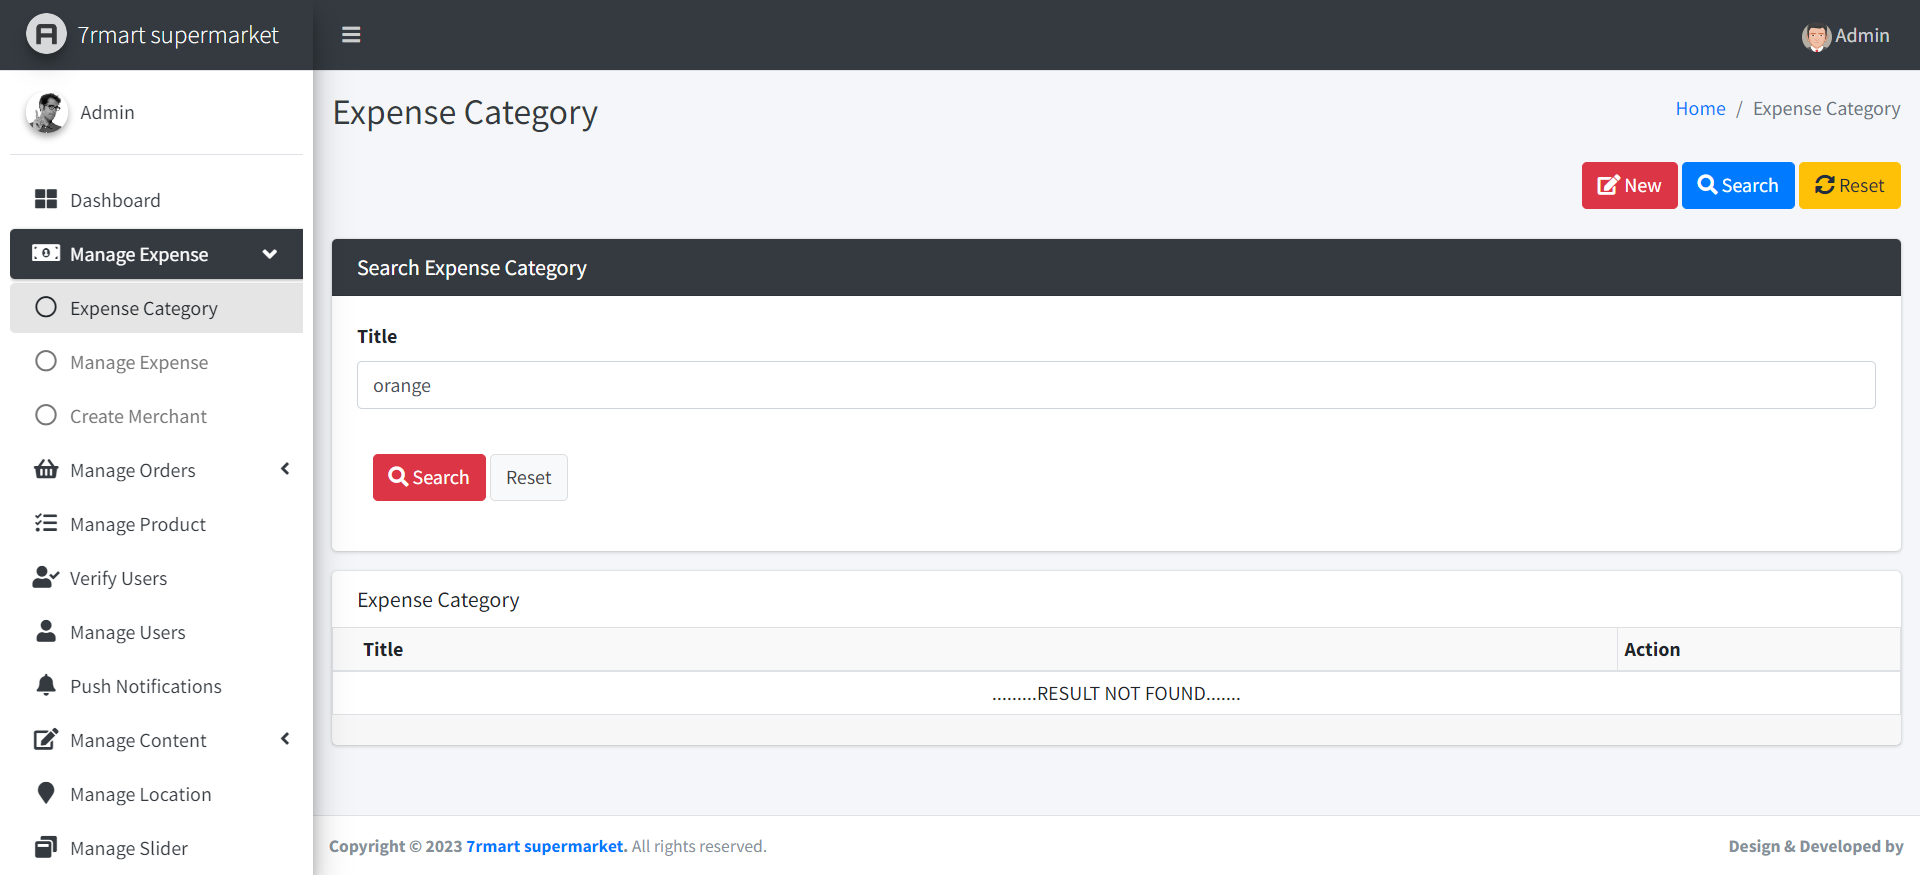 7rmart supermarket
Admin
Admin
Dashboard
Manage Expense
Expense Category
Manage Expense
Create Merchant
Manage Orders
Manage Product
Verify Users
Manage Users
Push Notifications
Manage Content
Manage Location
Manage Slider
Expense Category
Home / Expense Category
New Search Reset
Search Expense Category
Title
orange
Search Reset
Expense Category
Title Action
.........RESULT NOT FOUND.......
Copyright © 2023 7rmart supermarket. All rights reserved.
Design & Developed by